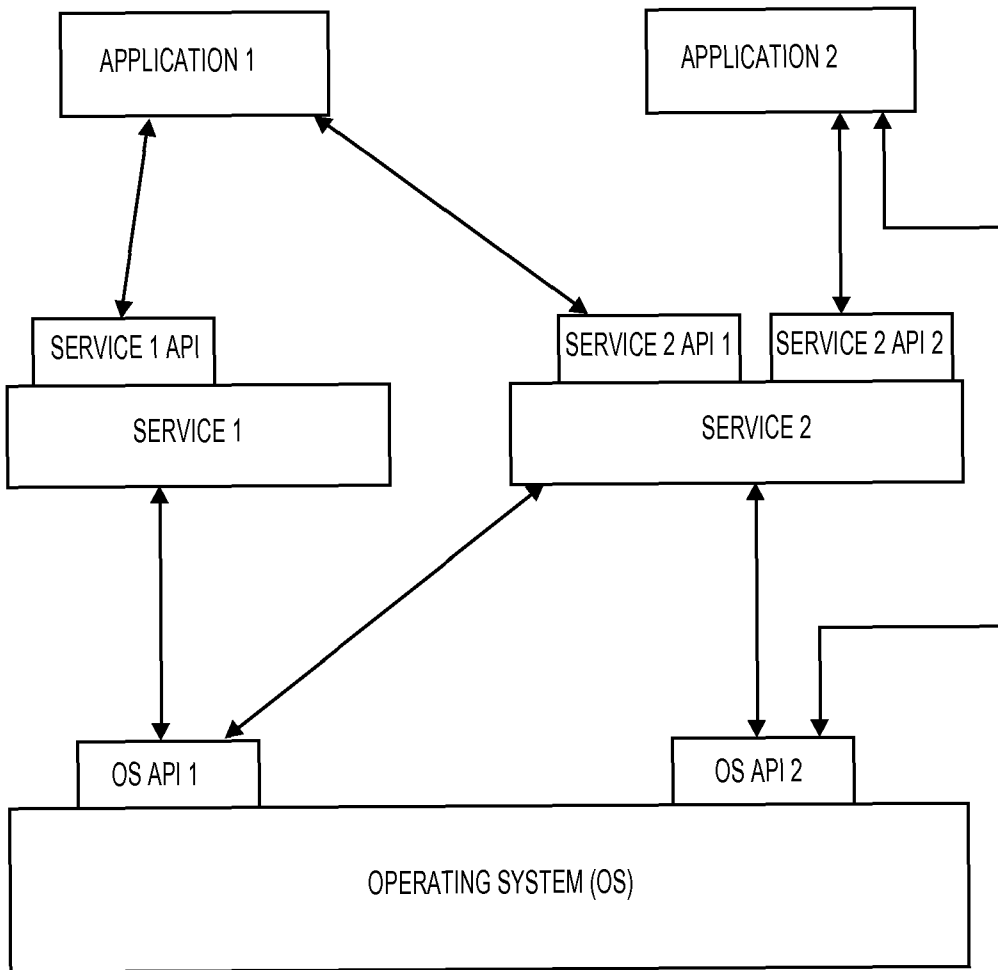 APPLICATION 1
APPLICATION 2
SERVICE 1 API
SERVICE 2 API 1
SERVICE 2 API 2
SERVICE 1
SERVICE 2
OS API 1
OS API 2
OPERATING SYSTEM (OS)